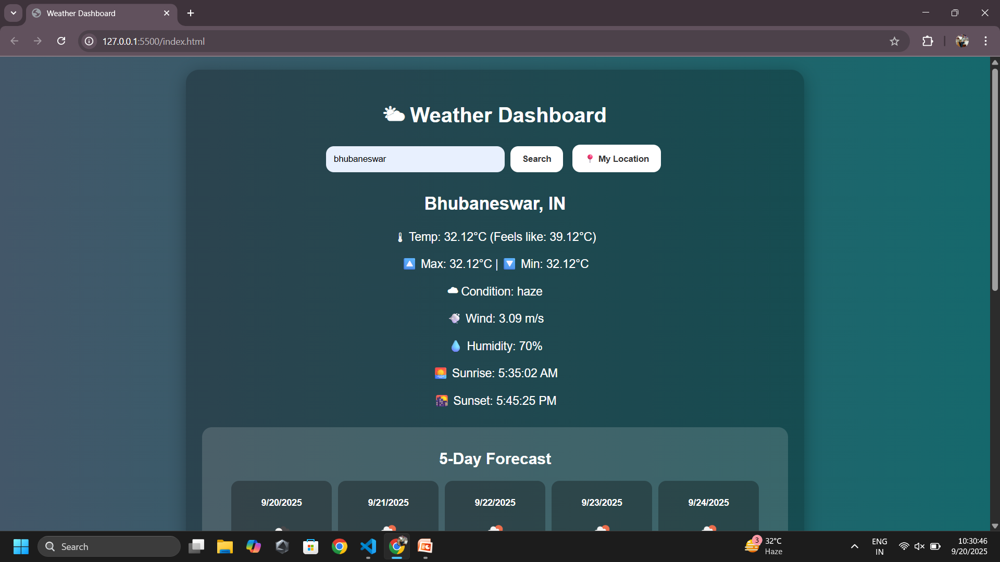 Weather Dashboard
127.0.0.1:5500/index.html
Weather Dashboard
bhubaneswar
Search
My Location
Bhubaneswar, IN
Temp: 32.12°C (Feels like: 39.12°C)
Max: 32.12°C | Min: 32.12°C
Condition: haze
Wind: 3.09 m/s
Humidity: 70%
Sunrise: 5:35:02 AM
Sunset: 5:45:25 PM
5-Day Forecast
9/20/2025
9/21/2025
9/22/2025
9/23/2025
9/24/2025
Search
3
32°C
Haze
ENG
IN
10:30:46
9/20/2025